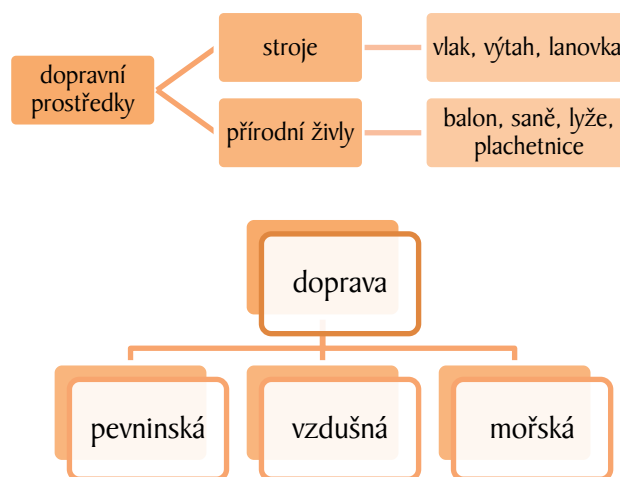 stroje
vlak, výtah, lanovka
dopravní
prostředky
přírodní živly
balon, saně, lyže,
plachetnice
doprava
pevninská
vzdušná
mořská